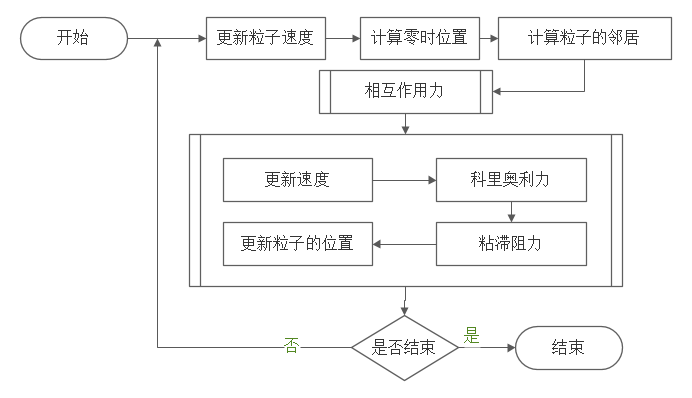 开始
更新粒子速度
计算零时位置
计算粒子的邻居
相互作用力
更新速度
科里奥利力
更新粒子的位置
粘滞阻力
否
是否结束
是
结束